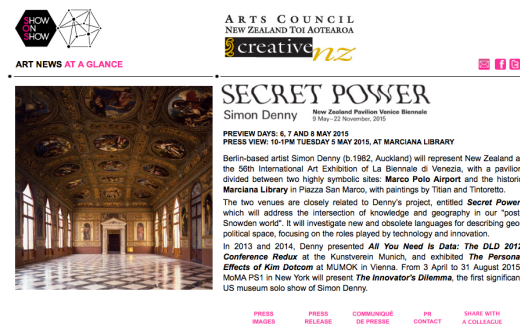 SHOW
ON
SHOW
ARTS COUNCIL
NEW ZEALAND TOI AOTEAROA
creative nz
ART NEWS AT A GLANCE
SECRET POWER
Simon Denny
New Zealand Pavilion Venice Biennale
9 May–22 November, 2015
PREVIEW DAYS: 6, 7 AND 8 MAY 2015
PRESS VIEW: 10-1PM TUESDAY 5 MAY 2015, AT MARCIANA LIBRARY
Berlin-based artist Simon Denny (b.1982, Auckland) will represent New Zealand a
the 56th International Art Exhibition of La Biennale di Venezia, with a pavilion
divided between two highly symbolic sites: Marco Polo Airport and the histori
Marciana Library in Piazza San Marco, with paintings by Titian and Tintoretto.
The two venues are closely related to Denny's project, entitled Secret Power
which will address the intersection of knowledge and geography in our "post
Snowden world". It will investigate new and obsolete languages for describing geo
political space, focusing on the roles played by technology and innovation.
In 2013 and 2014, Denny presented All You Need Is Data: The DLD 2012
Conference Redux at the Kunstverein Munich, and exhibited The Persona
Effects of Kim Dotcom at MUMOK in Vienna. From 3 April to 31 August 2015
MoMA PS1 in New York will present The Innovator's Dilemma, the first significan
US museum solo show of Simon Denny.
PRESS IMAGES
PRESS RELEASE
COMMUNIQUÉ DE PRESSE
PR CONTACT
SHARE WITH A COLLEAGUE